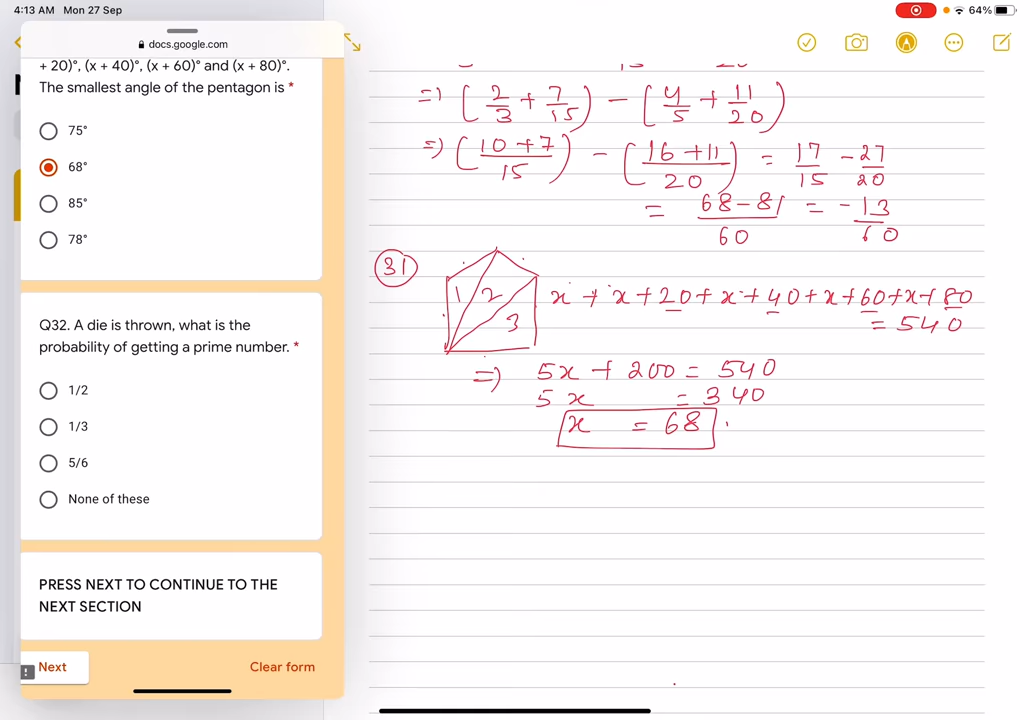 4:13 AM Mon 27 Sep
64%
docs.google.com
+ 20)°, (x + 40)°, (x + 60)° and (x + 80)°.
The smallest angle of the pentagon is *
75°
68°
85°
78°
Q32. A die is thrown, what is the
probability of getting a prime number. *
1/2
1/3
5/6
None of these
PRESS NEXT TO CONTINUE TO THE
NEXT SECTION
Next
Clear form
=) (2/3 + 7/15) - (4/5 + 11/20)
=) (10+7/15) - (16+11/20) = 17/15 - 27/20
= 68-81/60 = -13/60
31
1 2 3
x + x+20+x+40+x+60+x+80
= 540
=) 5x + 200 = 540
5x = 340
x = 68